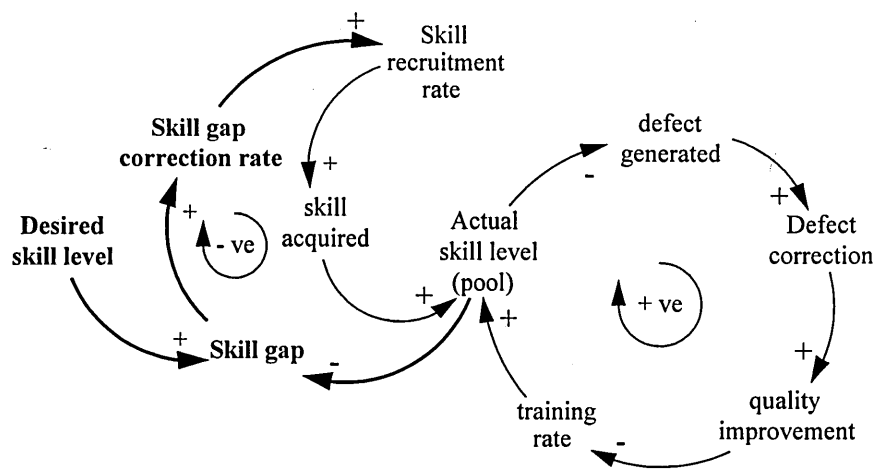 +
Skill
recruitment
rate
Skill gap
correction rate
+
+
skill
acquired
- ve
Desired
skill level
+
Skill gap
-
+
Actual
skill level
(pool)
-
defect
generated
+
Defect
correction
+ ve
+
+
quality
improvement
-
training
rate